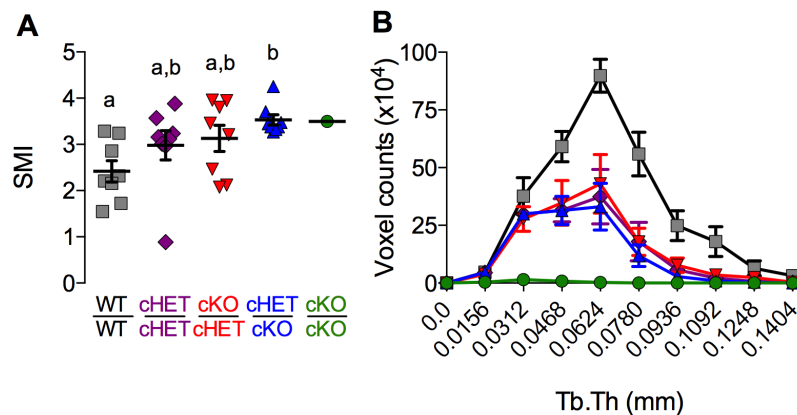 A
B
SMI
5
4
3
2
1
0
a
a,b
a,b
b
WT cHET cKO cHET cKO
WT cHET cHET cKO cKO
Voxel counts (x10⁴)
100
75
50
25
0
0.0
0.0156
0.0312
0.0468
0.0624
0.0780
0.0936
0.1092
0.1248
0.1404
Tb.Th (mm)